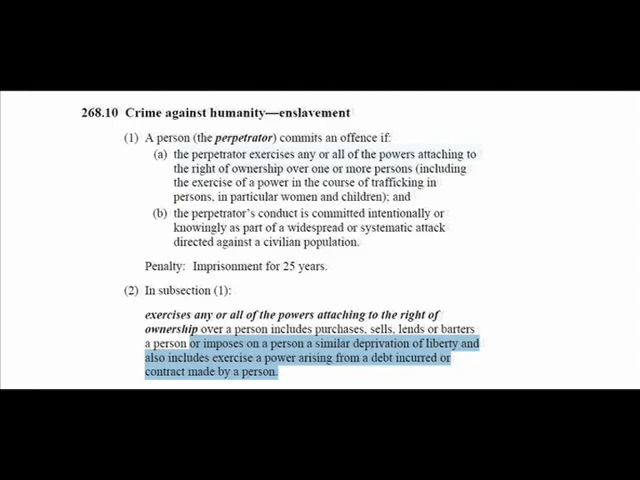 268.10 Crime against humanity—enslavement
(1) A person (the perpetrator) commits an offence if:
(a) the perpetrator exercises any or all of the powers attaching to
the right of ownership over one or more persons (including
the exercise of a power in the course of trafficking in
persons, in particular women and children); and
(b) the perpetrator's conduct is committed intentionally or
knowingly as part of a widespread or systematic attack
directed against a civilian population.
Penalty: Imprisonment for 25 years.
(2) In subsection (1):
exercises any or all of the powers attaching to the right of
ownership over a person includes purchases, sells, lends or barters
a person or imposes on a person a similar deprivation of liberty and
also includes exercise a power arising from a debt incurred or
contract made by a person.